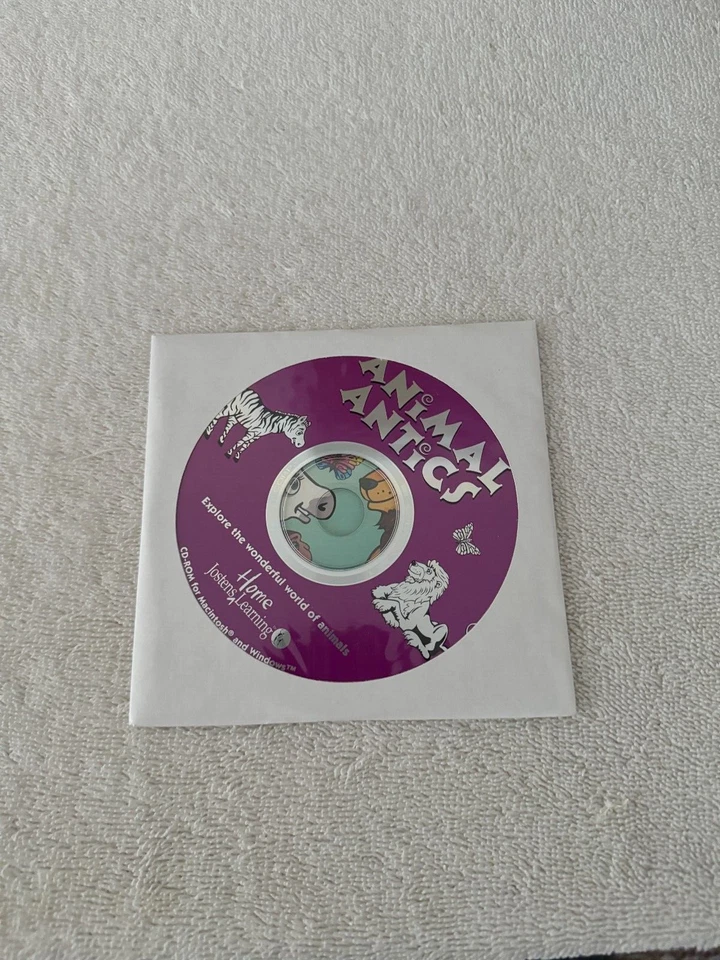 ANiMAL
ANTiCS
Explore the wonderful world of animals
Home
Jostens Learning
CD-ROM for Macintosh® and Windows™